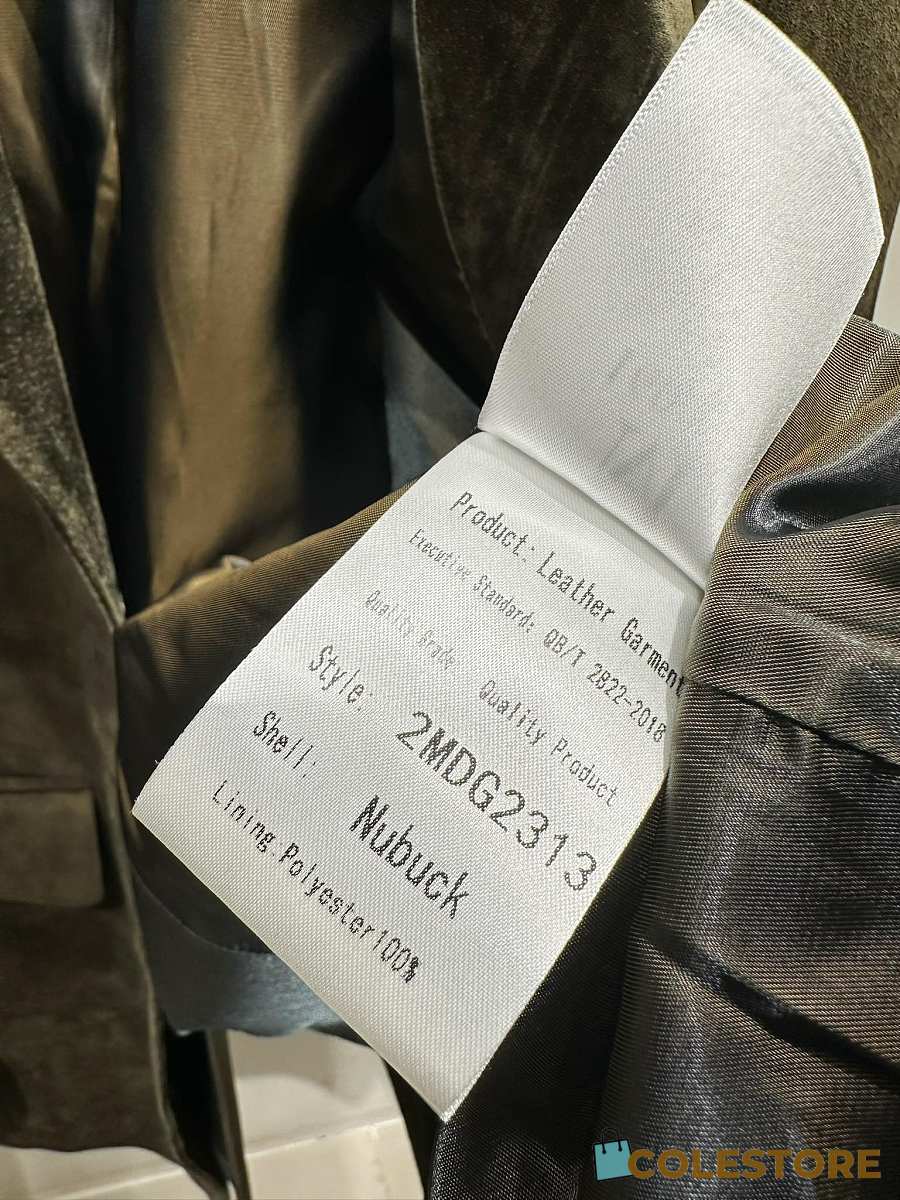 Product: Leather Garment
Executive Standard: QB/T 2822-2018
Quality Grade Quality Product
Style: 2MDG2313
Shell: Nubuck
Lining:Polyester100%
COLESTORE